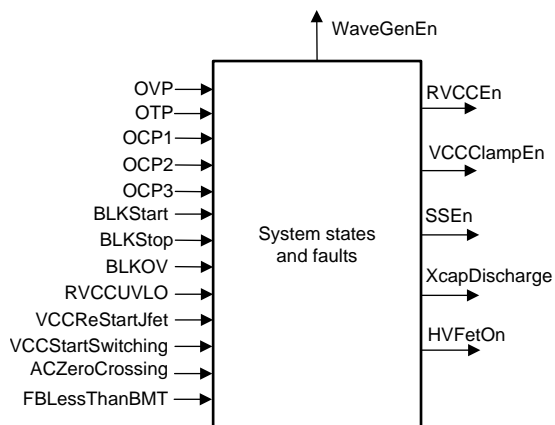 WaveGenEn
OVP
OTP
OCP1
OCP2
OCP3
BLKStart
BLKStop
BLKOV
RVCCUVLO
VCCReStartJfet
VCCStartSwitching
ACZeroCrossing
FBLessThanBMT
System states
and faults
RVCCEn
VCCClampEn
SSEn
XcapDischarge
HVFetOn